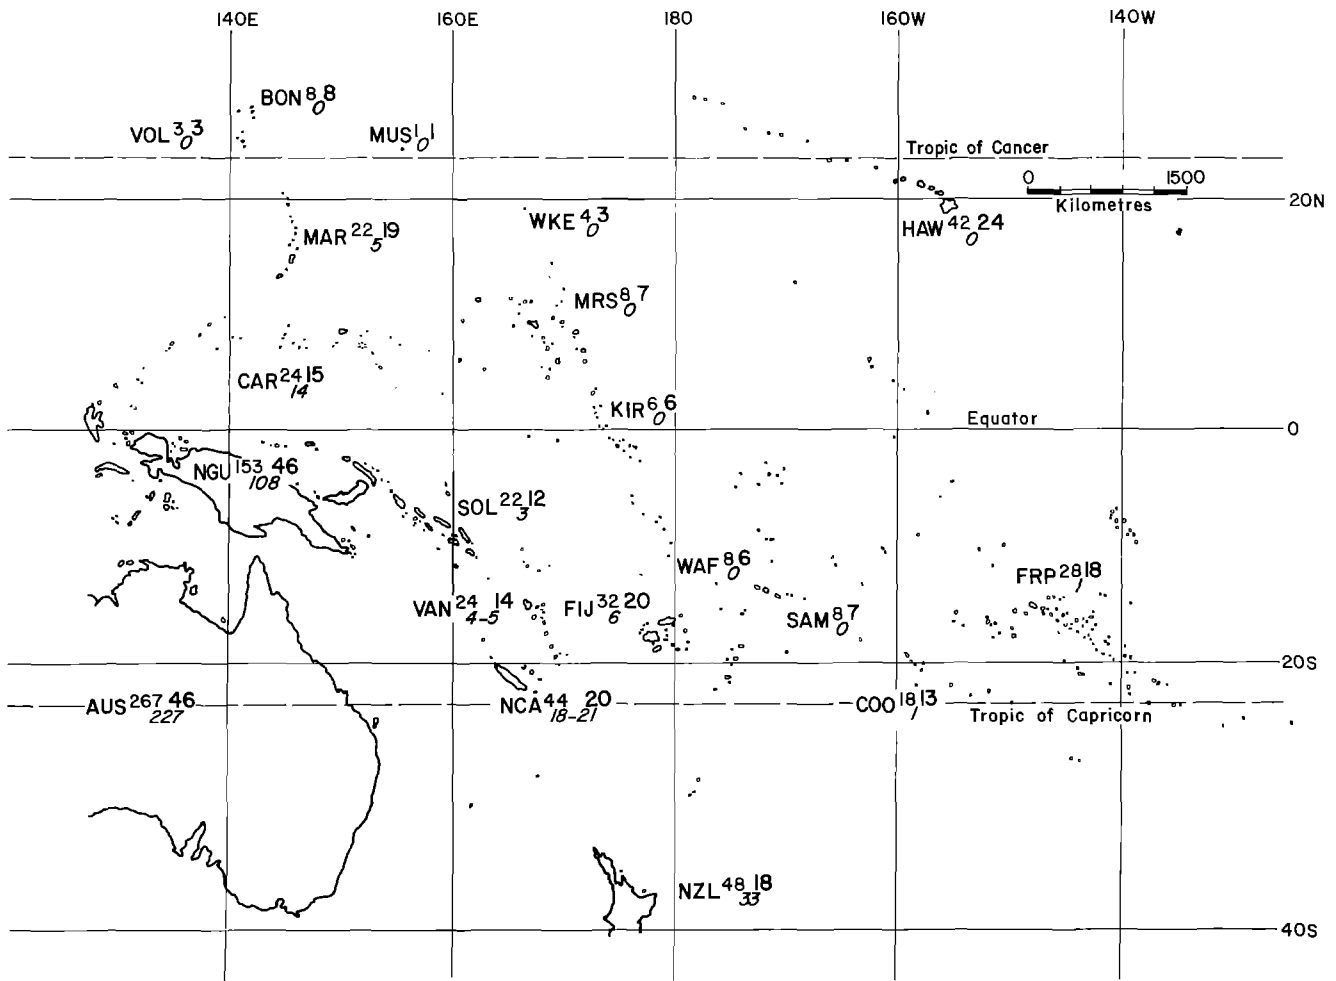 140E 160E 180 160W 140W
BON 8 8 0
VOL 3 3 0
MUS 1 1 0
Tropic of Cancer
0 1500
Kilometres
20N
WKE 4 3 0
HAW 42 24 0
MAR 22 19 5
MRS 8 7 0
CAR 24 15 14
KIR 6 6 0
Equator
0
NGU 153 46 108
SOL 22 12 3
WAF 8 6 0
FRP 28 18 1
VAN 24 14 4-5
FIJ 32 20 6
SAM 8 7 0
20S
AUS 267 46 227
NCA 44 20 18-21
COO 18 13 1
Tropic of Capricorn
NZL 48 18 33
40S